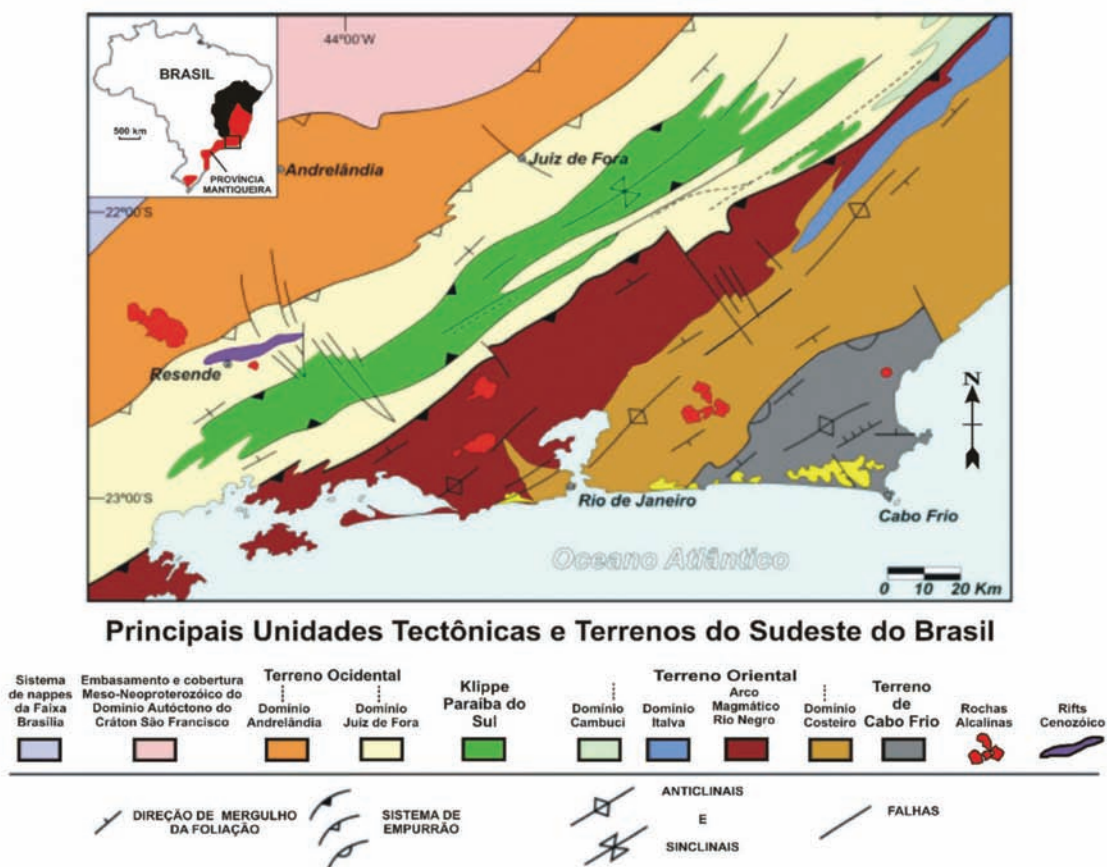 44°00'W
BRASIL
500 km
PROVÍNCIA
MANTIQUEIRA
Andrelândia
Juiz de Fora
22°00'S
Resende
N
23°00'S
Rio de Janeiro
Cabo Frio
Oceano Atlântico
0 10 20 Km
Principais Unidades Tectônicas e Terrenos do Sudeste do Brasil
Sistema
de nappes
da Faixa
Brasília
Embasamento e cobertura
Meso-Neoproterozóico do
Domínio Autóctono do
Cráton São Francisco
Terreno Ocidental
Domínio
Andrelândia
Domínio
Juiz de Fora
Klippe
Paraíba do
Sul
Terreno Oriental
Domínio
Cambuci
Domínio
Italva
Arco
Magmático
Rio Negro
Domínio
Costeiro
Terreno
de
Cabo Frio
Rochas
Alcalinas
Rifts
Cenozóico
DIREÇÃO DE MERGULHO
DA FOLIAÇÃO
SISTEMA DE
EMPURRÃO
ANTICLINAIS
E
SINCLINAIS
FALHAS